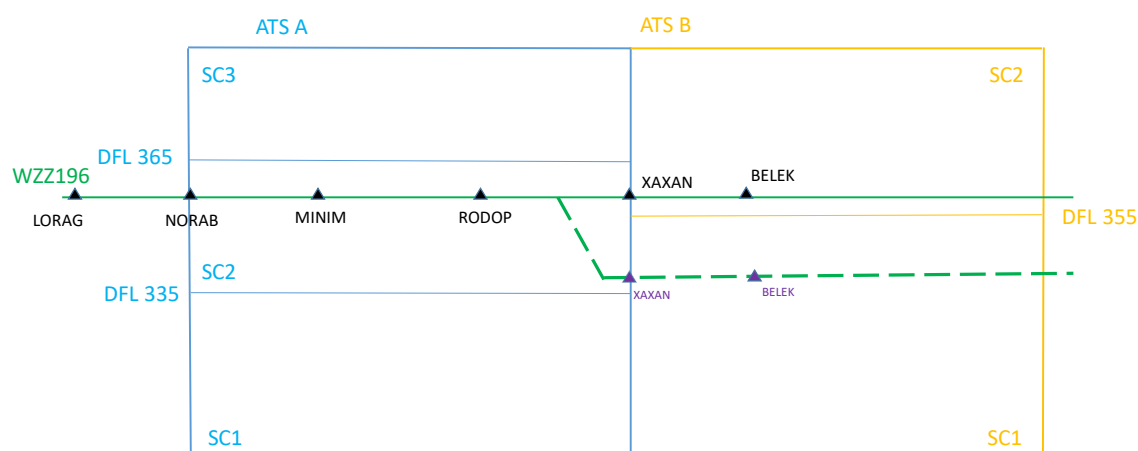 ATS A
ATS B
SC3
SC2
DFL 365
WZZ196
XAXAN
BELEK
LORAG
NORAB
MINIM
RODOP
DFL 355
SC2
DFL 335
XAXAN
BELEK
SC1
SC1